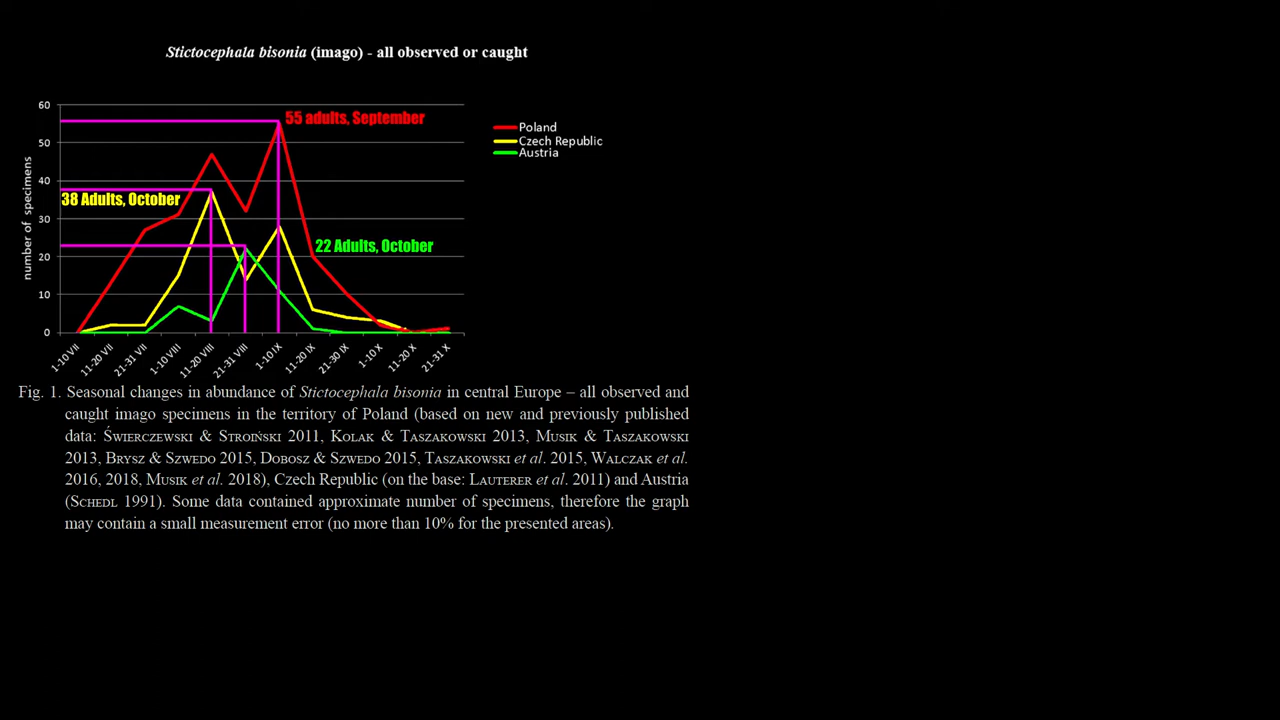 Stictocephala bisonia (imago) - all observed or caught
60
50
40
30
20
10
0
number of specimens
55 adults, September
38 Adults, October
22 Adults, October
Poland
Czech Republic
Austria
1-10 VII
11-20 VII
21-31 VII
1-10 VIII
11-20 VIII
21-31 VIII
1-10 IX
11-20 IX
21-30 IX
1-10 X
11-20 X
21-31 X
Fig. 1. Seasonal changes in abundance of Stictocephala bisonia in central Europe – all observed and
caught imago specimens in the territory of Poland (based on new and previously published
data: ŚWIERCZEWSKI & STROIŃSKI 2011, KOLAK & TASZAKOWSKI 2013, MUSIK & TASZAKOWSKI
2013, BRYSZ & SZWEDO 2015, DOBOSZ & SZWEDO 2015, TASZAKOWSKI et al. 2015, WALCZAK et al.
2016, 2018, MUSIK et al. 2018), Czech Republic (on the base: LAUTERER et al. 2011) and Austria
(SCHEDL 1991). Some data contained approximate number of specimens, therefore the graph
may contain a small measurement error (no more than 10% for the presented areas).